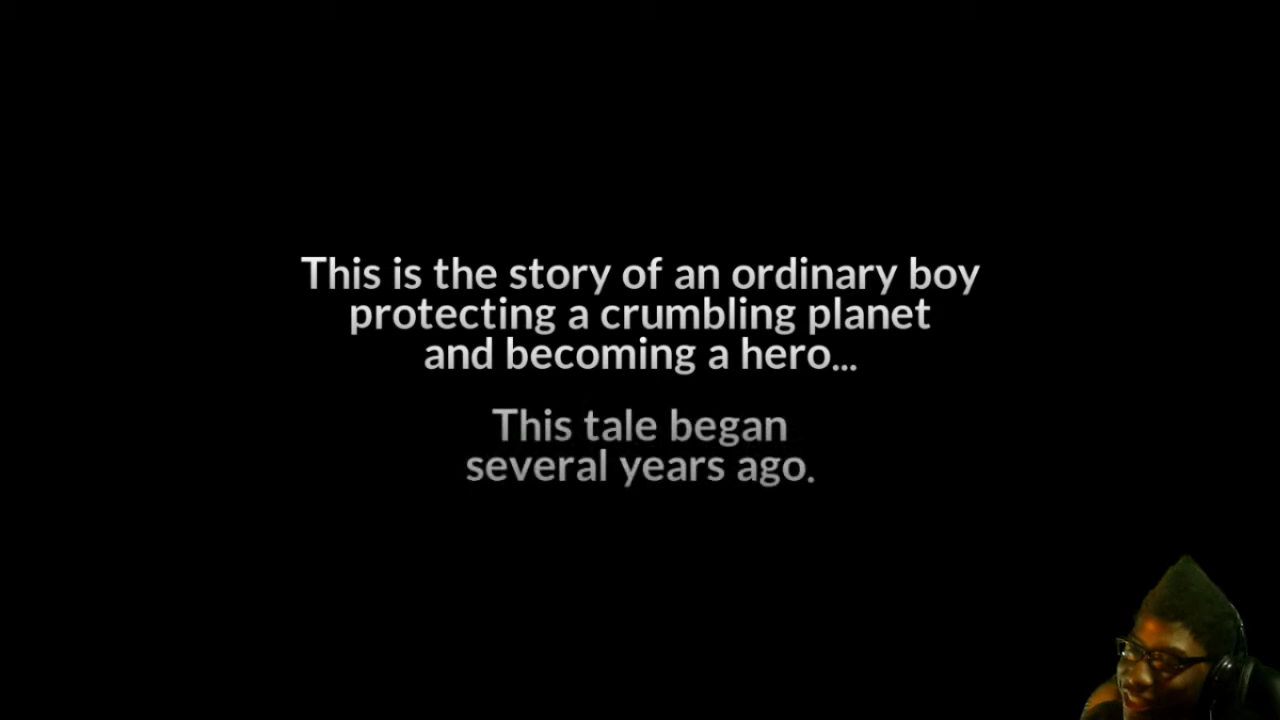 This is the story of an ordinary boy
protecting a crumbling planet
and becoming a hero...
This tale began
several years ago.